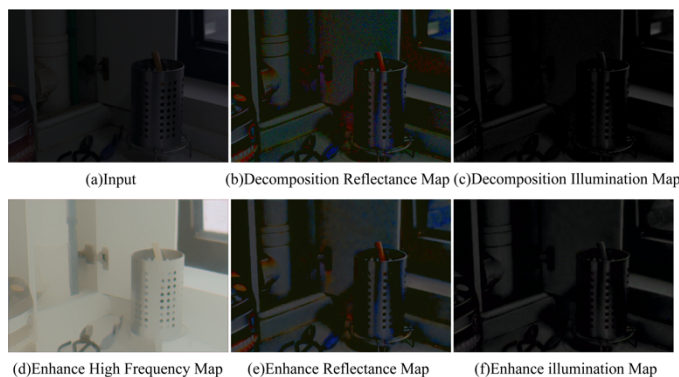 (a)Input
(b)Decomposition Reflectance Map
(c)Decomposition Illumination Map
(d)Enhance High Frequency Map
(e)Enhance Reflectance Map
(f)Enhance illumination Map